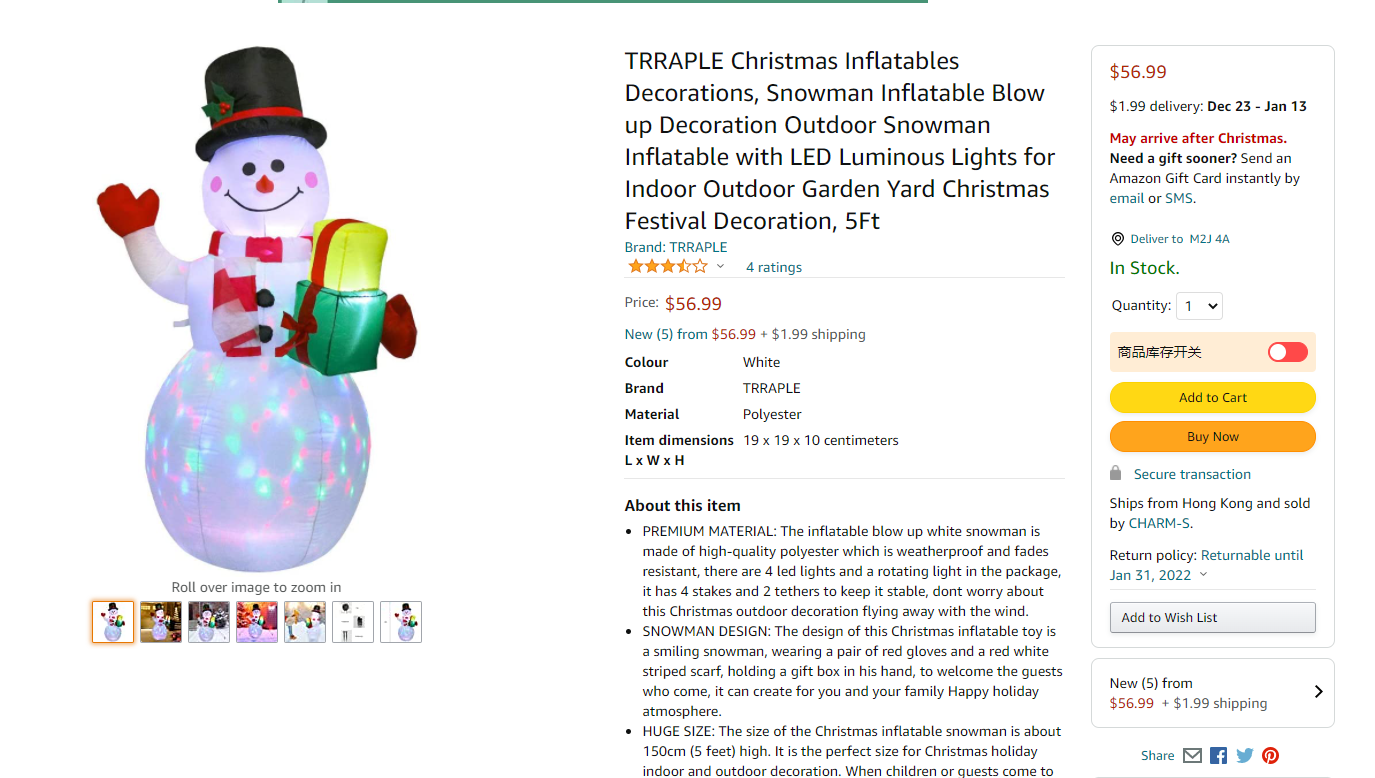 Roll over image to zoom in
TRRAPLE Christmas Inflatables
Decorations, Snowman Inflatable Blow
up Decoration Outdoor Snowman
Inflatable with LED Luminous Lights for
Indoor Outdoor Garden Yard Christmas
Festival Decoration, 5Ft
Brand: TRRAPLE
4 ratings
Price: $56.99
New (5) from $56.99 + $1.99 shipping
Colour White
Brand TRRAPLE
Material Polyester
Item dimensions 19 x 19 x 10 centimeters
L x W x H
About this item
• PREMIUM MATERIAL: The inflatable blow up white snowman is
made of high-quality polyester which is weatherproof and fades
resistant, there are 4 led lights and a rotating light in the package,
it has 4 stakes and 2 tethers to keep it stable, dont worry about
this Christmas outdoor decoration flying away with the wind.
• SNOWMAN DESIGN: The design of this Christmas inflatable toy is
a smiling snowman, wearing a pair of red gloves and a red white
striped scarf, holding a gift box in his hand, to welcome the guests
who come, it can create for you and your family Happy holiday
atmosphere.
• HUGE SIZE: The size of the Christmas inflatable snowman is about
150cm (5 feet) high. It is the perfect size for Christmas holiday
indoor and outdoor decoration. When children or guests come to
$56.99
$1.99 delivery: Dec 23 - Jan 13
May arrive after Christmas.
Need a gift sooner? Send an
Amazon Gift Card instantly by
email or SMS.
Deliver to M2J 4A
In Stock.
Quantity: 1
商品库存开关
Add to Cart
Buy Now
Secure transaction
Ships from Hong Kong and sold
by CHARM-S.
Return policy: Returnable until
Jan 31, 2022
Add to Wish List
New (5) from
$56.99 + $1.99 shipping
Share